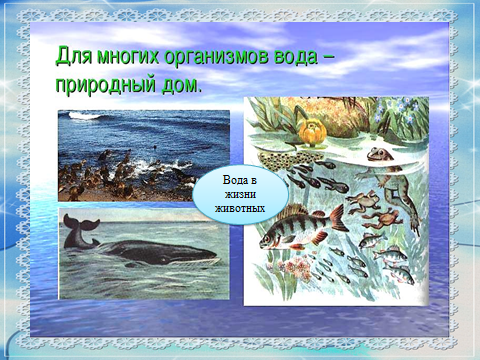 Для многих организмов вода –
природный дом.
Вода в
жизни
животных